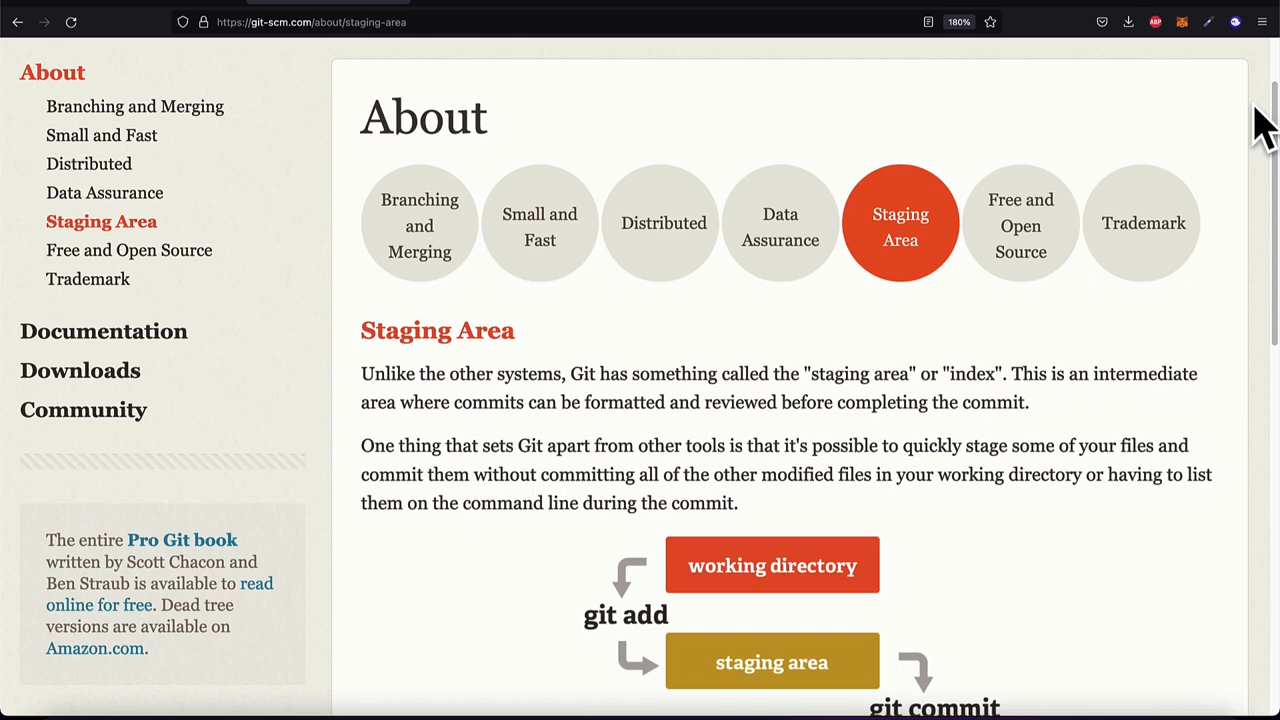 https://git-scm.com/about/staging-area
180%
ABP
About
Branching and Merging
Small and Fast
Distributed
Data Assurance
Staging Area
Free and Open Source
Trademark
Documentation
Downloads
Community
The entire Pro Git book
written by Scott Chacon and
Ben Straub is available to read
online for free. Dead tree
versions are available on
Amazon.com.
About
Branching
and
Merging
Small and
Fast
Distributed
Data
Assurance
Staging
Area
Free and
Open
Source
Trademark
Staging Area
Unlike the other systems, Git has something called the "staging area" or "index". This is an intermediate
area where commits can be formatted and reviewed before completing the commit.
One thing that sets Git apart from other tools is that it's possible to quickly stage some of your files and
commit them without committing all of the other modified files in your working directory or having to list
them on the command line during the commit.
working directory
git add
staging area
git commit